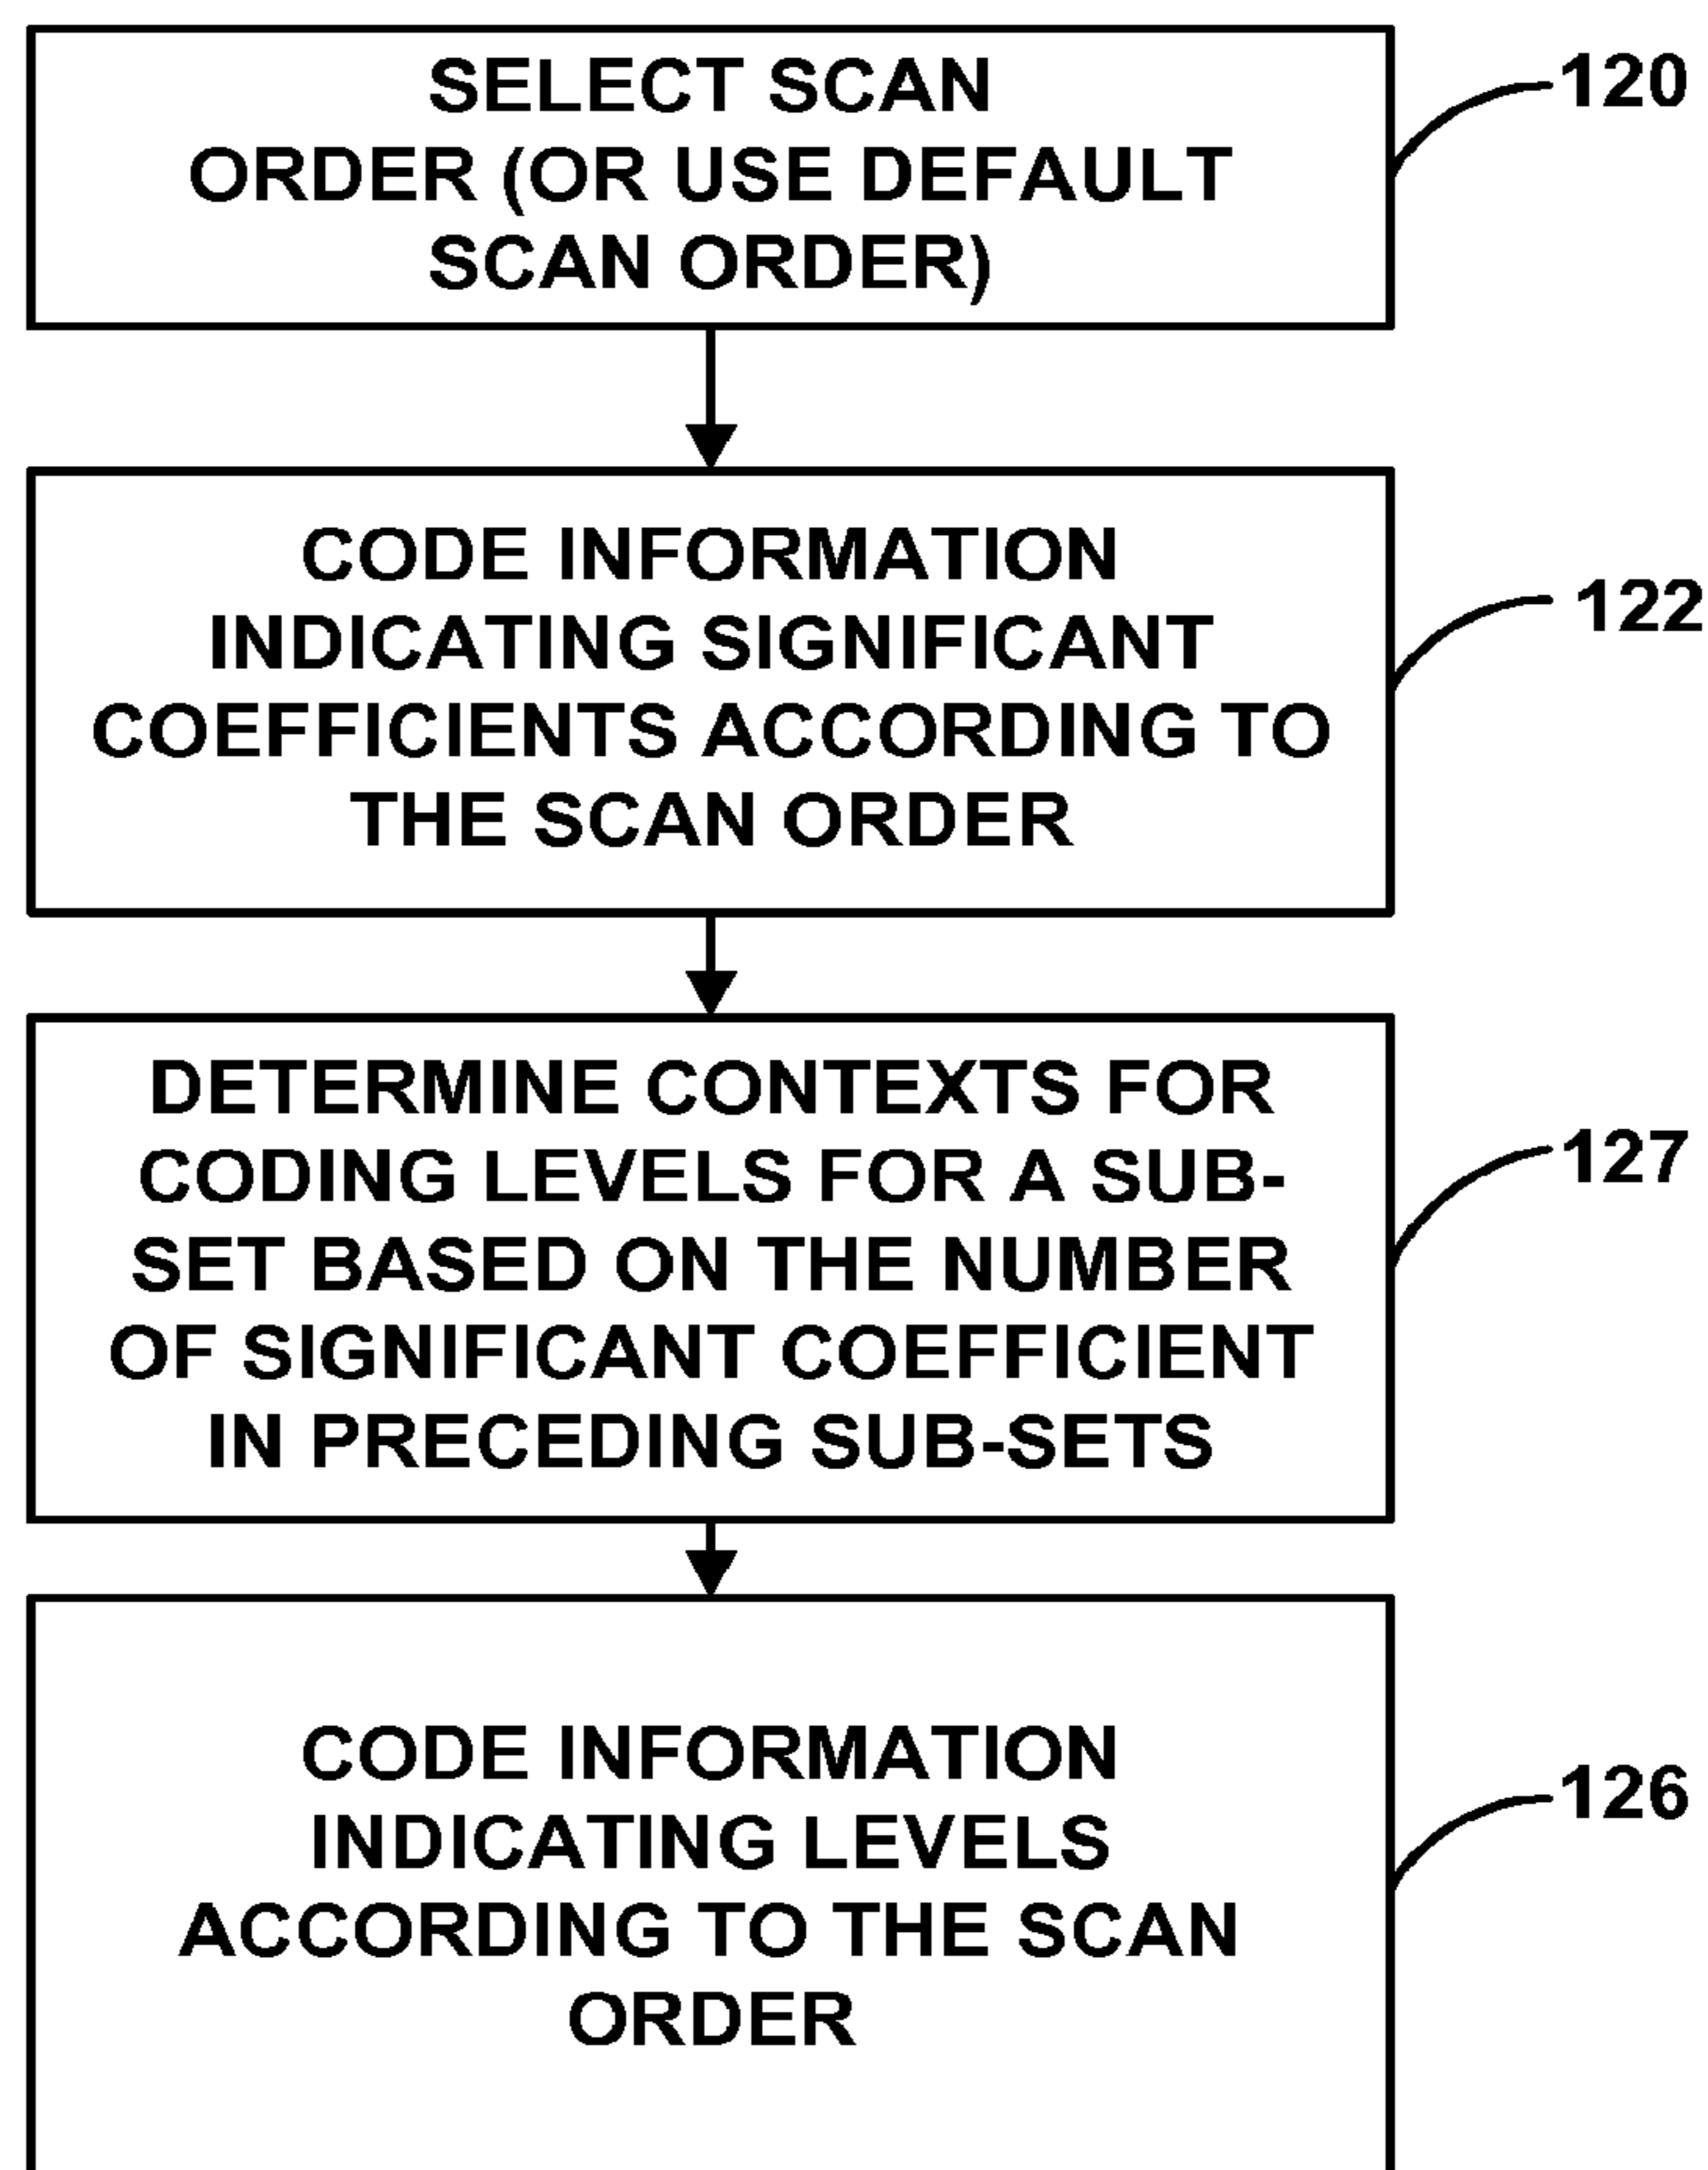 SELECT SCAN
ORDER (OR USE DEFAULT
SCAN ORDER)
120
CODE INFORMATION
INDICATING SIGNIFICANT
COEFFICIENTS ACCORDING TO
THE SCAN ORDER
122
DETERMINE CONTEXTS FOR
CODING LEVELS FOR A SUB-
SET BASED ON THE NUMBER
OF SIGNIFICANT COEFFICIENT
IN PRECEDING SUB-SETS
127
CODE INFORMATION
INDICATING LEVELS
ACCORDING TO THE SCAN
ORDER
126